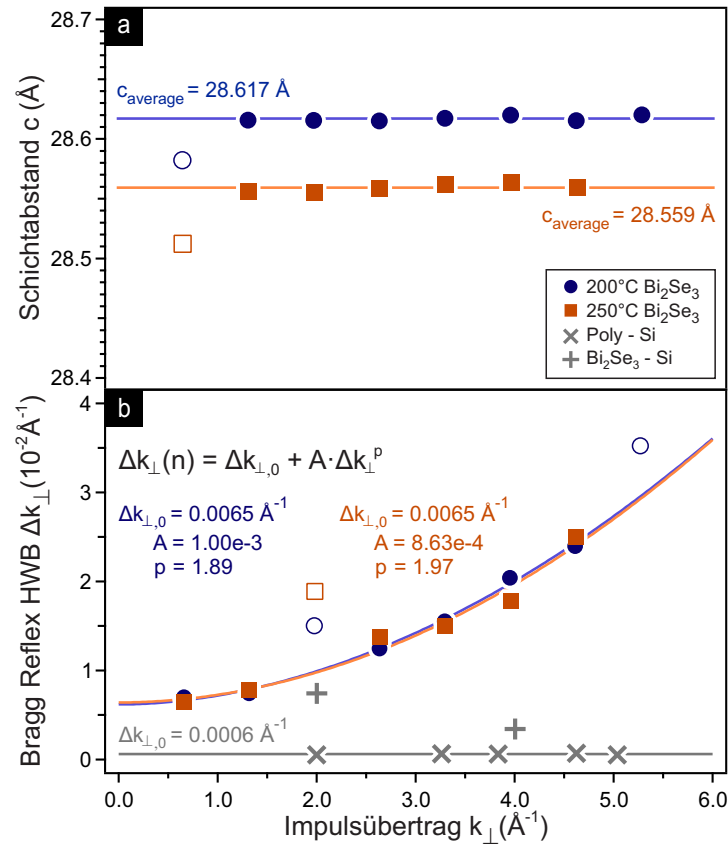 a
28.7
28.6
28.5
28.4
Schichtabstand c (Å)
c_average = 28.617 Å
c_average = 28.559 Å
200°C Bi₂Se₃
250°C Bi₂Se₃
Poly - Si
Bi₂Se₃ - Si
b
4
3
2
1
0
Bragg Reflex HWB Δk⊥(10⁻²Å⁻¹)
Δk⊥(n) = Δk⊥,0 + A·Δk⊥ᵖ
Δk⊥,0 = 0.0065 Å⁻¹
A = 1.00e-3
p = 1.89
Δk⊥,0 = 0.0065 Å⁻¹
A = 8.63e-4
p = 1.97
Δk⊥,0 = 0.0006 Å⁻¹
0.0 1.0 2.0 3.0 4.0 5.0 6.0
Impulsübertrag k⊥(Å⁻¹)